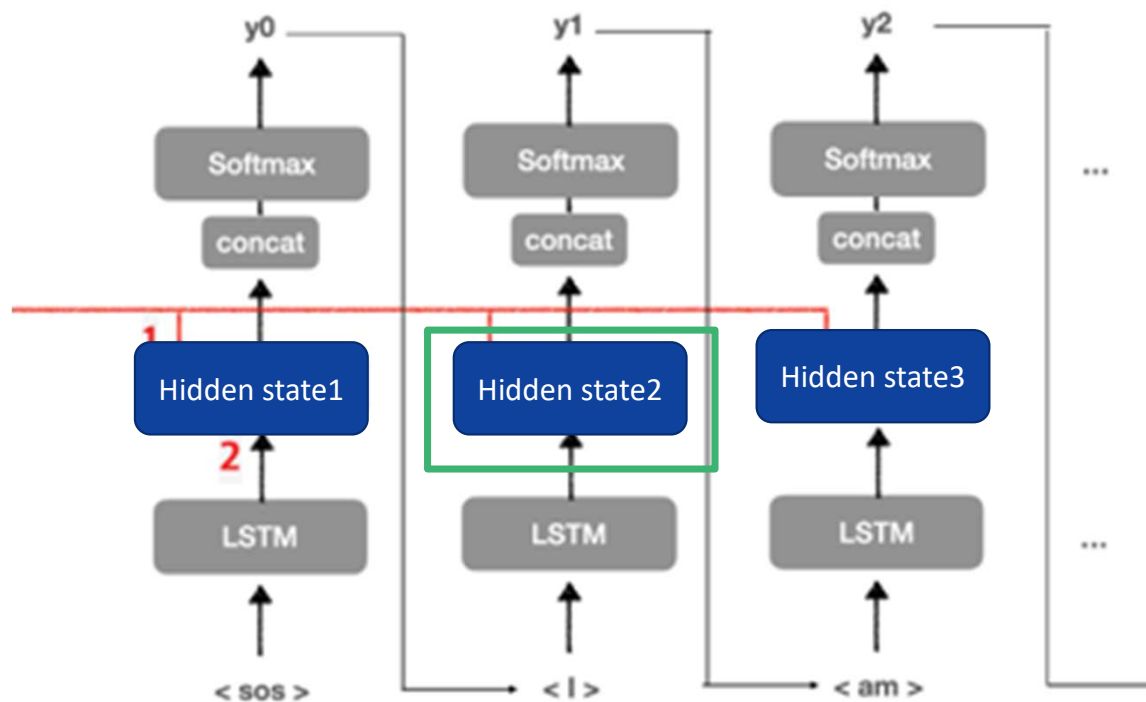 y0 y1 y2
Softmax Softmax Softmax ...
concat concat concat
1
Hidden state1 Hidden state2 Hidden state3
2
LSTM LSTM LSTM ...
< sos > < I > < am >